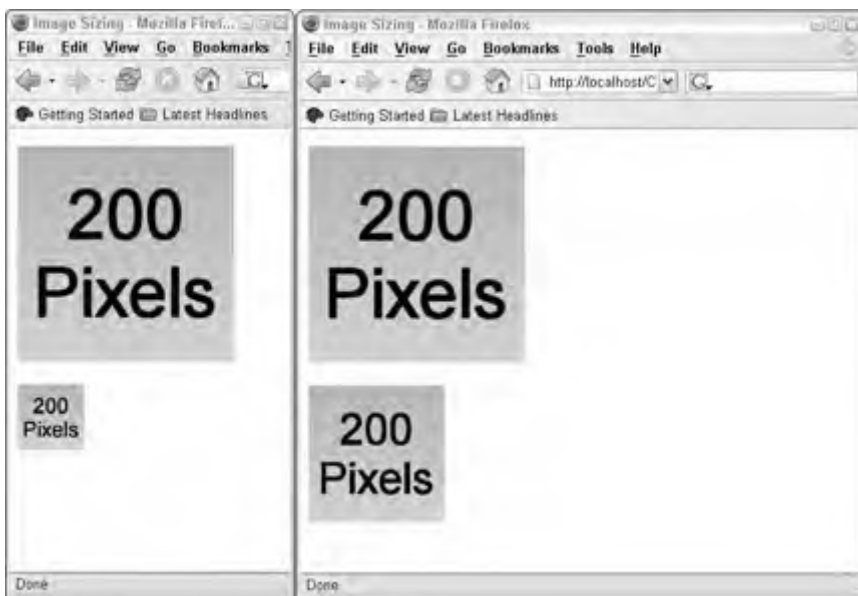 Image Sizing - Mozilla Firef...
File Edit View Go Bookmarks
G
Getting Started Latest Headlines
200
Pixels
200
Pixels
Done
Image Sizing - Mozilla Firefox
File Edit View Go Bookmarks Tools Help
http://localhost/C G
Getting Started Latest Headlines
200
Pixels
200
Pixels
Done